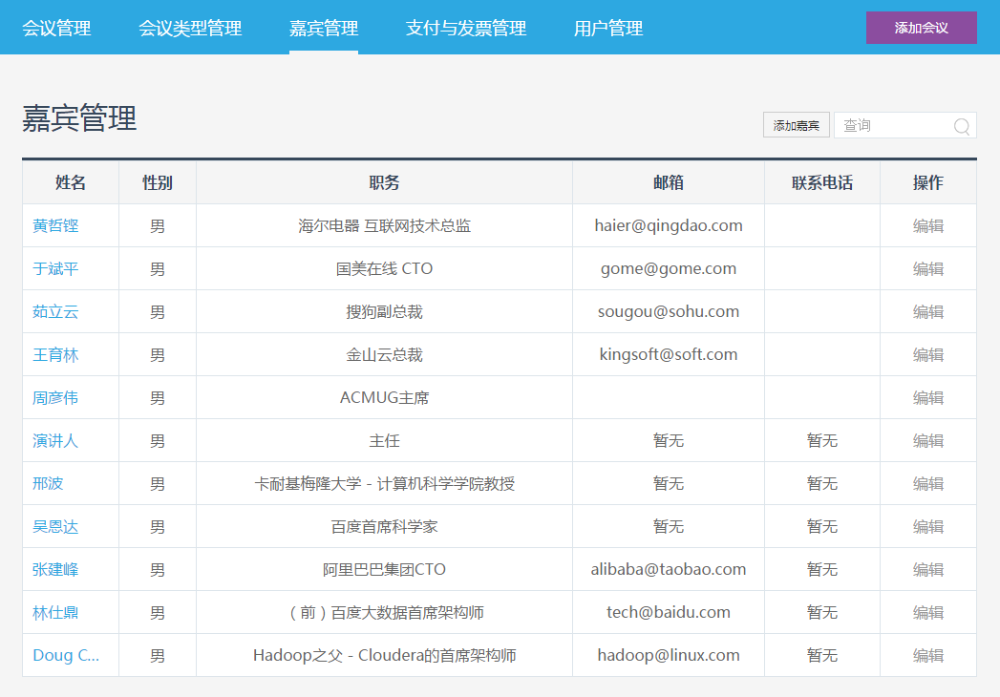 会议管理 会议类型管理 嘉宾管理 支付与发票管理 用户管理 添加会议
嘉宾管理 添加嘉宾 查询
姓名 性别 职务 邮箱 联系电话 操作
黄哲铿 男 海尔电器 互联网技术总监 haier@qingdao.com 编辑
于斌平 男 国美在线 CTO gome@gome.com 编辑
茹立云 男 搜狗副总裁 sougou@sohu.com 编辑
王育林 男 金山云总裁 kingsoft@soft.com 编辑
周彦伟 男 ACMUG主席 编辑
演讲人 男 主任 暂无 暂无 编辑
邢波 男 卡耐基梅隆大学 - 计算机科学学院教授 暂无 暂无 编辑
吴恩达 男 百度首席科学家 暂无 暂无 编辑
张建峰 男 阿里巴巴集团CTO alibaba@taobao.com 暂无 编辑
林仕鼎 男 （前）百度大数据首席架构师 tech@baidu.com 暂无 编辑
Doug C... 男 Hadoop之父 - Cloudera的首席架构师 hadoop@linux.com 暂无 编辑